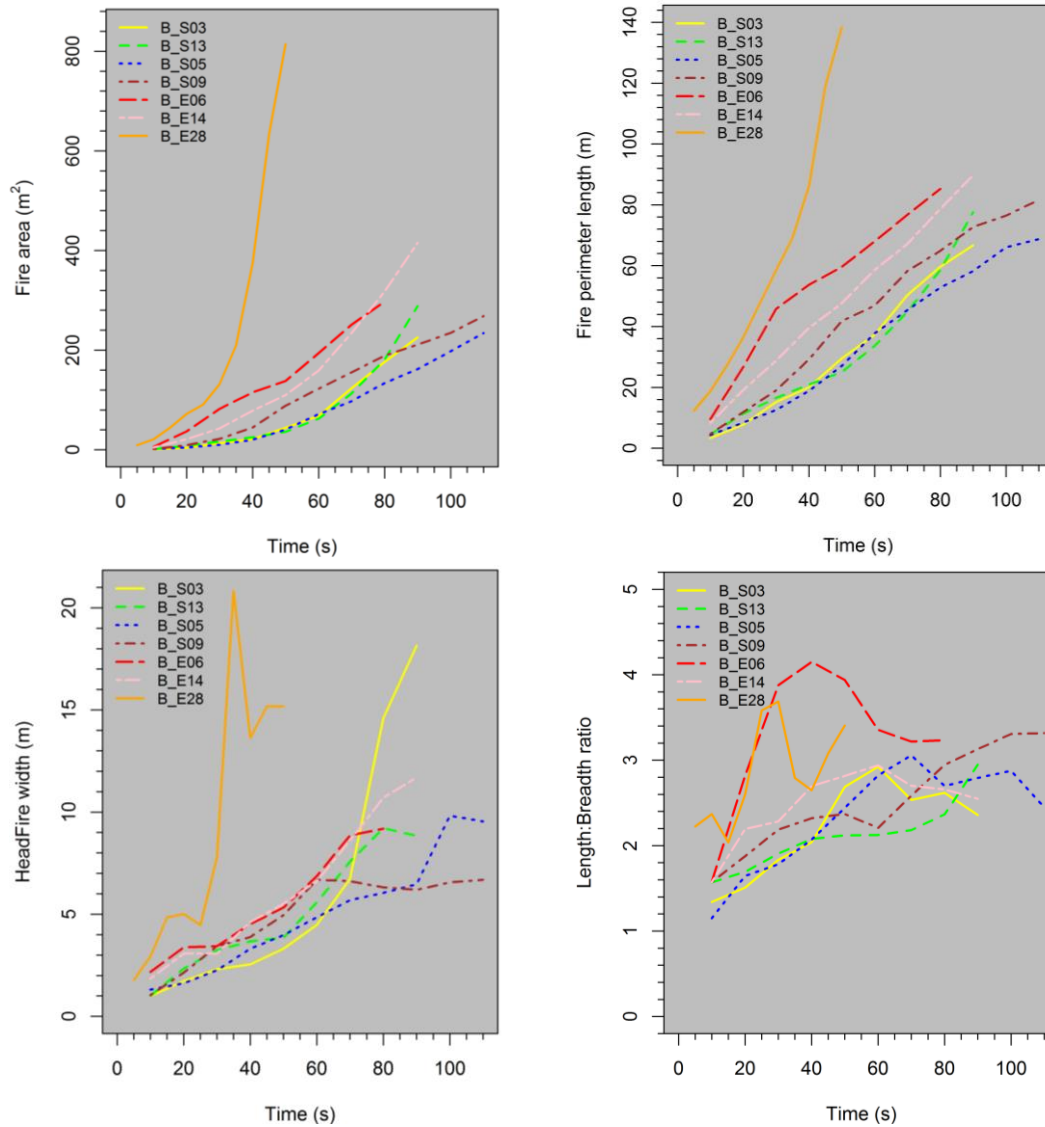 Fire area (m²)
800
600
400
200
0
B_S03
B_S13
B_S05
B_S09
B_E06
B_E14
B_E28
0 20 40 60 80 100
Time (s)
Fire perimeter length (m)
140
120
100
80
60
40
20
0
B_S03
B_S13
B_S05
B_S09
B_E06
B_E14
B_E28
0 20 40 60 80 100
Time (s)
HeadFire width (m)
20
15
10
5
0
B_S03
B_S13
B_S05
B_S09
B_E06
B_E14
B_E28
0 20 40 60 80 100
Time (s)
Length:Breadth ratio
5
4
3
2
1
0
B_S03
B_S13
B_S05
B_S09
B_E06
B_E14
B_E28
0 20 40 60 80 100
Time (s)